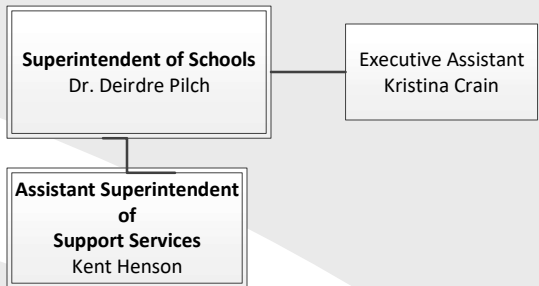 Superintendent of Schools
Dr. Deirdre Pilch
Executive Assistant
Kristina Crain
Assistant Superintendent
of
Support Services
Kent Henson